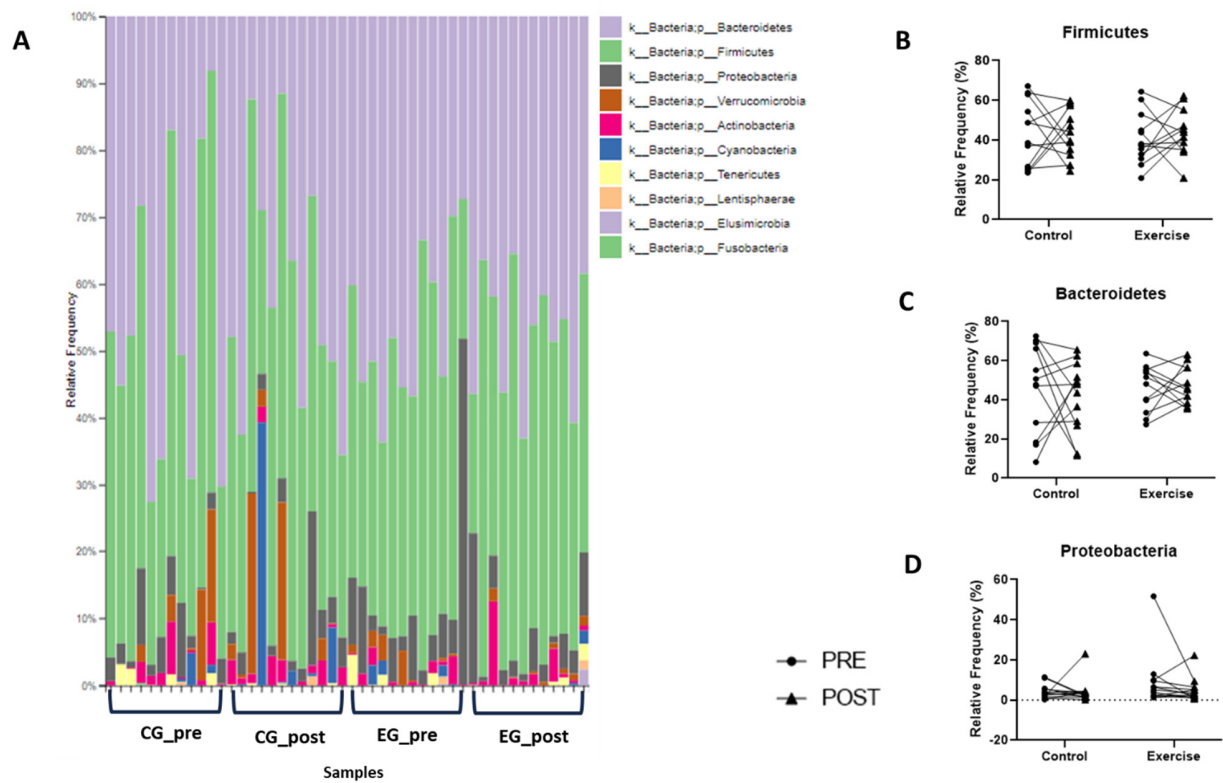 A
100%
90%
80%
70%
60%
50%
40%
30%
20%
10%
0%
Relative Frequency
CG_pre
CG_post
EG_pre
EG_post
Samples
k__Bacteria;p__Bacteroidetes
k__Bacteria;p__Firmicutes
k__Bacteria;p__Proteobacteria
k__Bacteria;p__Verrucomicrobia
k__Bacteria;p__Actinobacteria
k__Bacteria;p__Cyanobacteria
k__Bacteria;p__Tenericutes
k__Bacteria;p__Lentisphaerae
k__Bacteria;p__Elusimicrobia
k__Bacteria;p__Fusobacteria
B
Firmicutes
Relative Frequency (%)
80
60
40
20
0
Control Exercise
C
Bacteroidetes
Relative Frequency (%)
80
60
40
20
0
Control Exercise
D
Proteobacteria
Relative Frequency (%)
60
40
20
0
-20
Control Exercise
PRE
POST